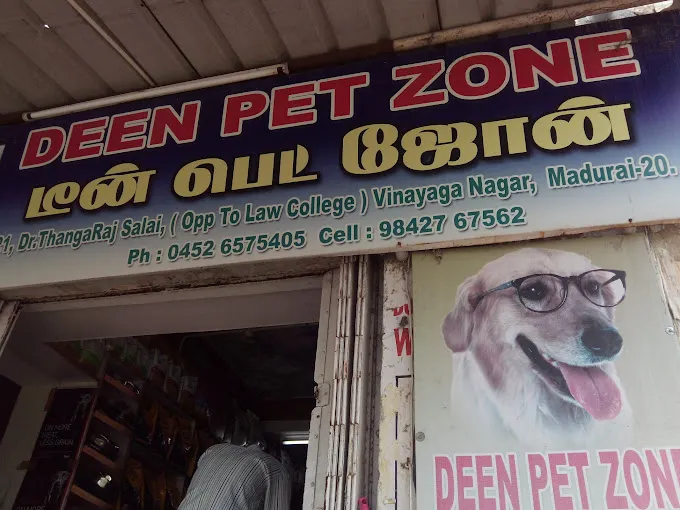 DEEN PET ZONE
டீன் பெட் ஜோன்
21, Dr.ThangaRaj Salai, ( Opp To Law College ) Vinayaga Nagar, Madurai-20.
Ph : 0452 6575405 Cell : 98427 67562
DEEN PET ZONE